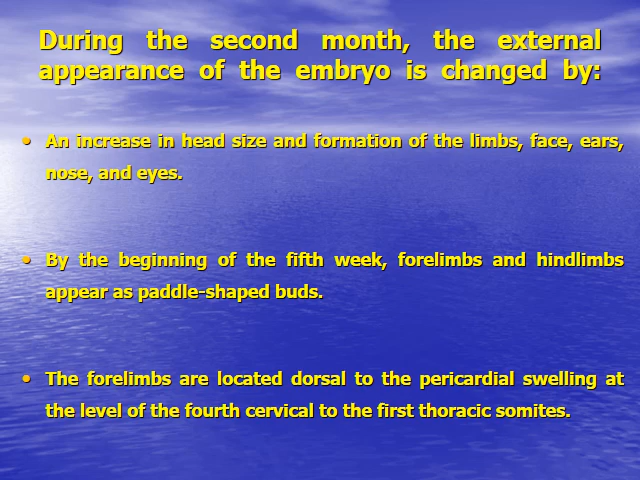 During the second month, the external
appearance of the embryo is changed by:
• An increase in head size and formation of the limbs, face, ears,
nose, and eyes.
• By the beginning of the fifth week, forelimbs and hindlimbs
appear as paddle-shaped buds.
• The forelimbs are located dorsal to the pericardial swelling at
the level of the fourth cervical to the first thoracic somites.